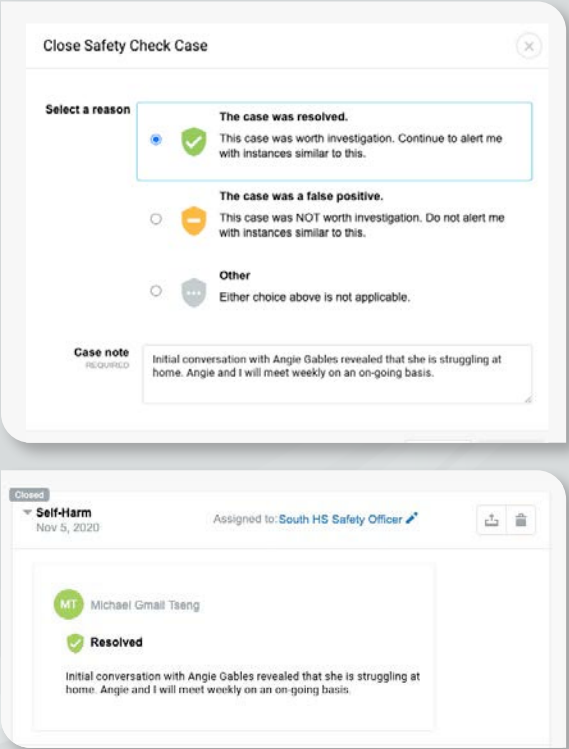 Close Safety Check Case
Select a reason
The case was resolved.
This case was worth investigation. Continue to alert me
with instances similar to this.
The case was a false positive.
This case was NOT worth investigation. Do not alert me
with instances similar to this.
Other
Either choice above is not applicable.
Case note
REQUIRED
Initial conversation with Angie Gables revealed that she is struggling at
home. Angie and I will meet weekly on an on-going basis.
Closed
Self-Harm
Nov 5, 2020
Assigned to: South HS Safety Officer
MT
Michael Gmail Tseng
Resolved
Initial conversation with Angie Gables revealed that she is struggling at
home. Angie and I will meet weekly on an on-going basis.